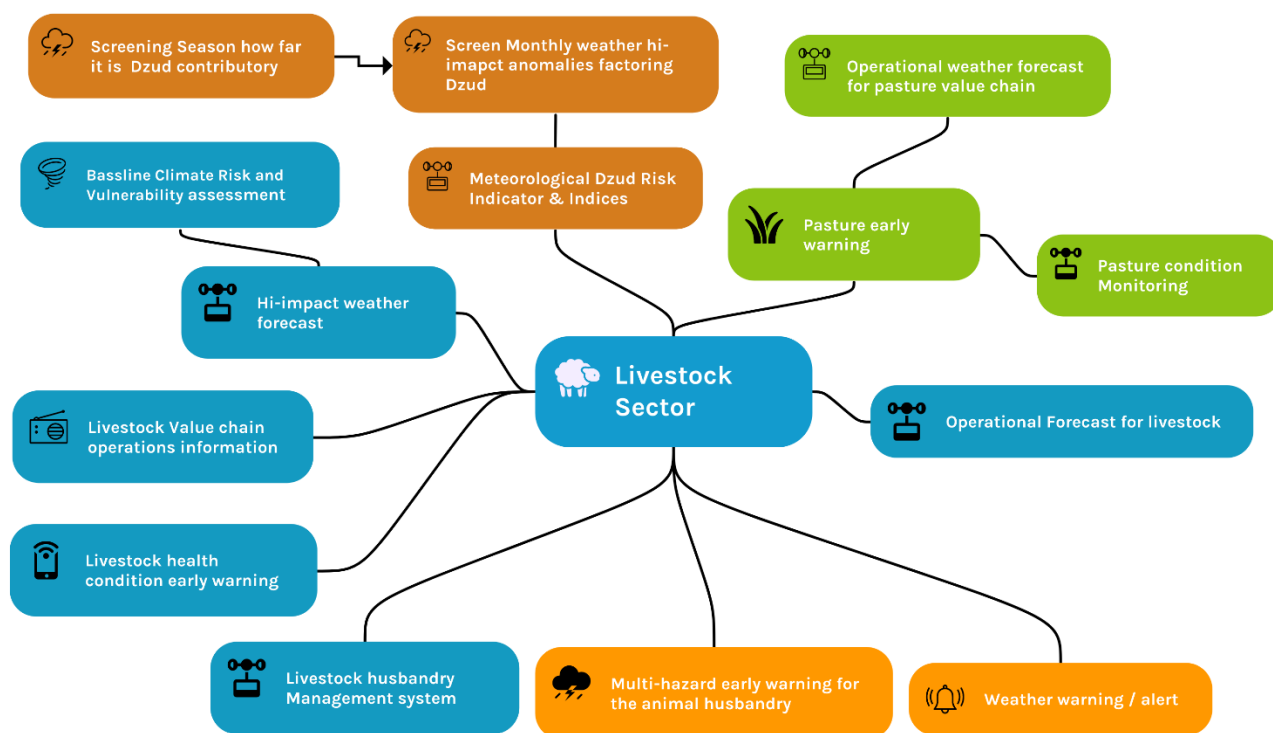 Screening Season how far
it is Dzud contributory
Screen Monthly weather hi-
imapct anomalies factoring
Dzud
Operational weather forecast
for pasture value chain
Bassline Climate Risk and
Vulnerability assessment
Meteorological Dzud Risk
Indicator & Indices
Pasture early
warning
Pasture condition
Monitoring
Hi-impact weather
forecast
Livestock
Sector
Livestock Value chain
operations information
Operational Forecast for livestock
Livestock health
condition early warning
Livestock husbandry
Management system
Multi-hazard early warning for
the animal husbandry
Weather warning / alert